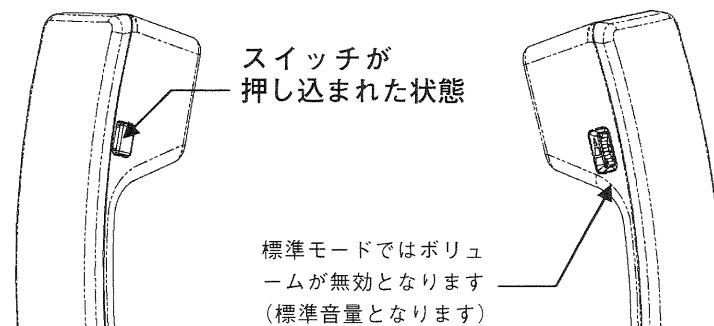 スイッチが
押し込まれた状態
標準モードではボリュ
ームが無効となります
(標準音量となります)